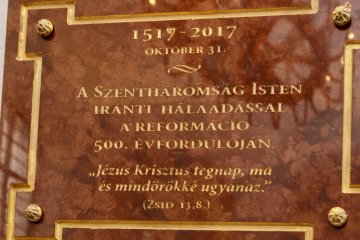 1517-2017
OKTÓBER 31.
A SZENTHÁROMSÁG ISTEN
IRÁNTI HÁLAADÁSSAL
A REFORMÁCIÓ
500. ÉVFORDULÓJÁN.
„Jézus Krisztus tegnap, ma
és mindörökké ugyanaz.”
(ZSID 13,8.)